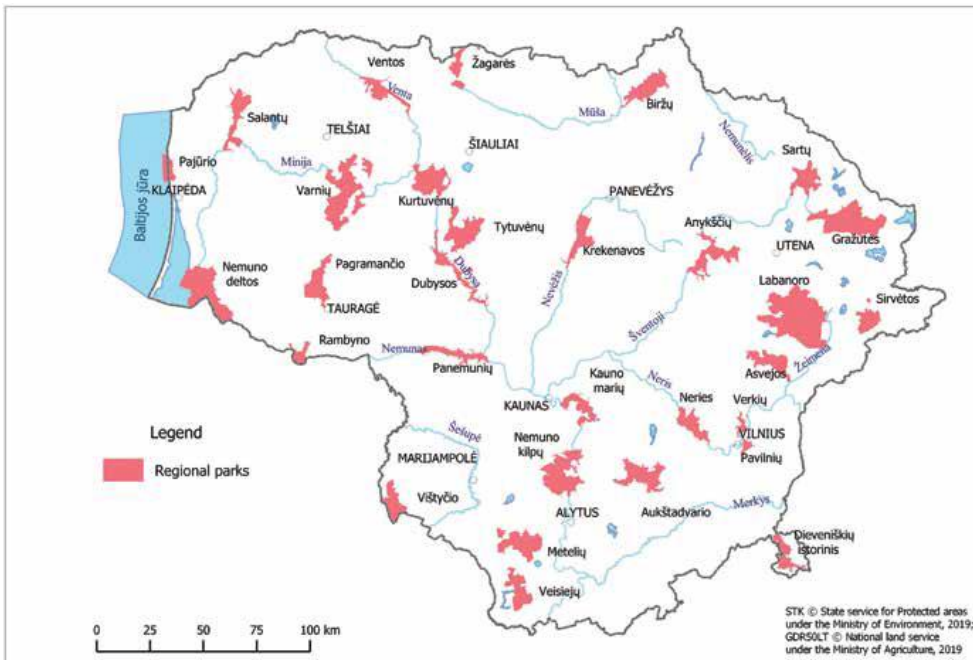 Ventos
Žagarės
Venta
Biržų
Mūša
Salantų
TELŠIAI
ŠIAULIAI
Nemunėlis
Sartų
Pajūrio
Minija
KLAIPĖDA
Varnių
Kurtuvėnų
PANEVĖŽYS
Baltijos jūra
Tytuvėnų
Krekenavos
Anykščių
UTENA
Gražutės
Nemuno
deltos
Pagramančio
Dubysa
Dubysos
Nevėžis
Labanoro
Sirvėtos
TAURAGĖ
Šventoji
Rambyno
Nemunas
Panemunių
Kauno
marių
Neris
Asvejos
Žeimena
KAUNAS
Neries
Verkių
Legend
Šešupė
Nemuno
kilpų
VILNIUS
Pavilnių
Regional parks
MARIJAMPOLĖ
Vištyčio
ALYTUS
Aukštadvario
Merkys
Metelių
Dieveniškių
istorinis
Veisiejų
STK © State service for Protected areas
under the Ministry of Environment, 2019;
GDR50LT © National land service
under the Ministry of Agriculture, 2019
0 25 50 75 100 km